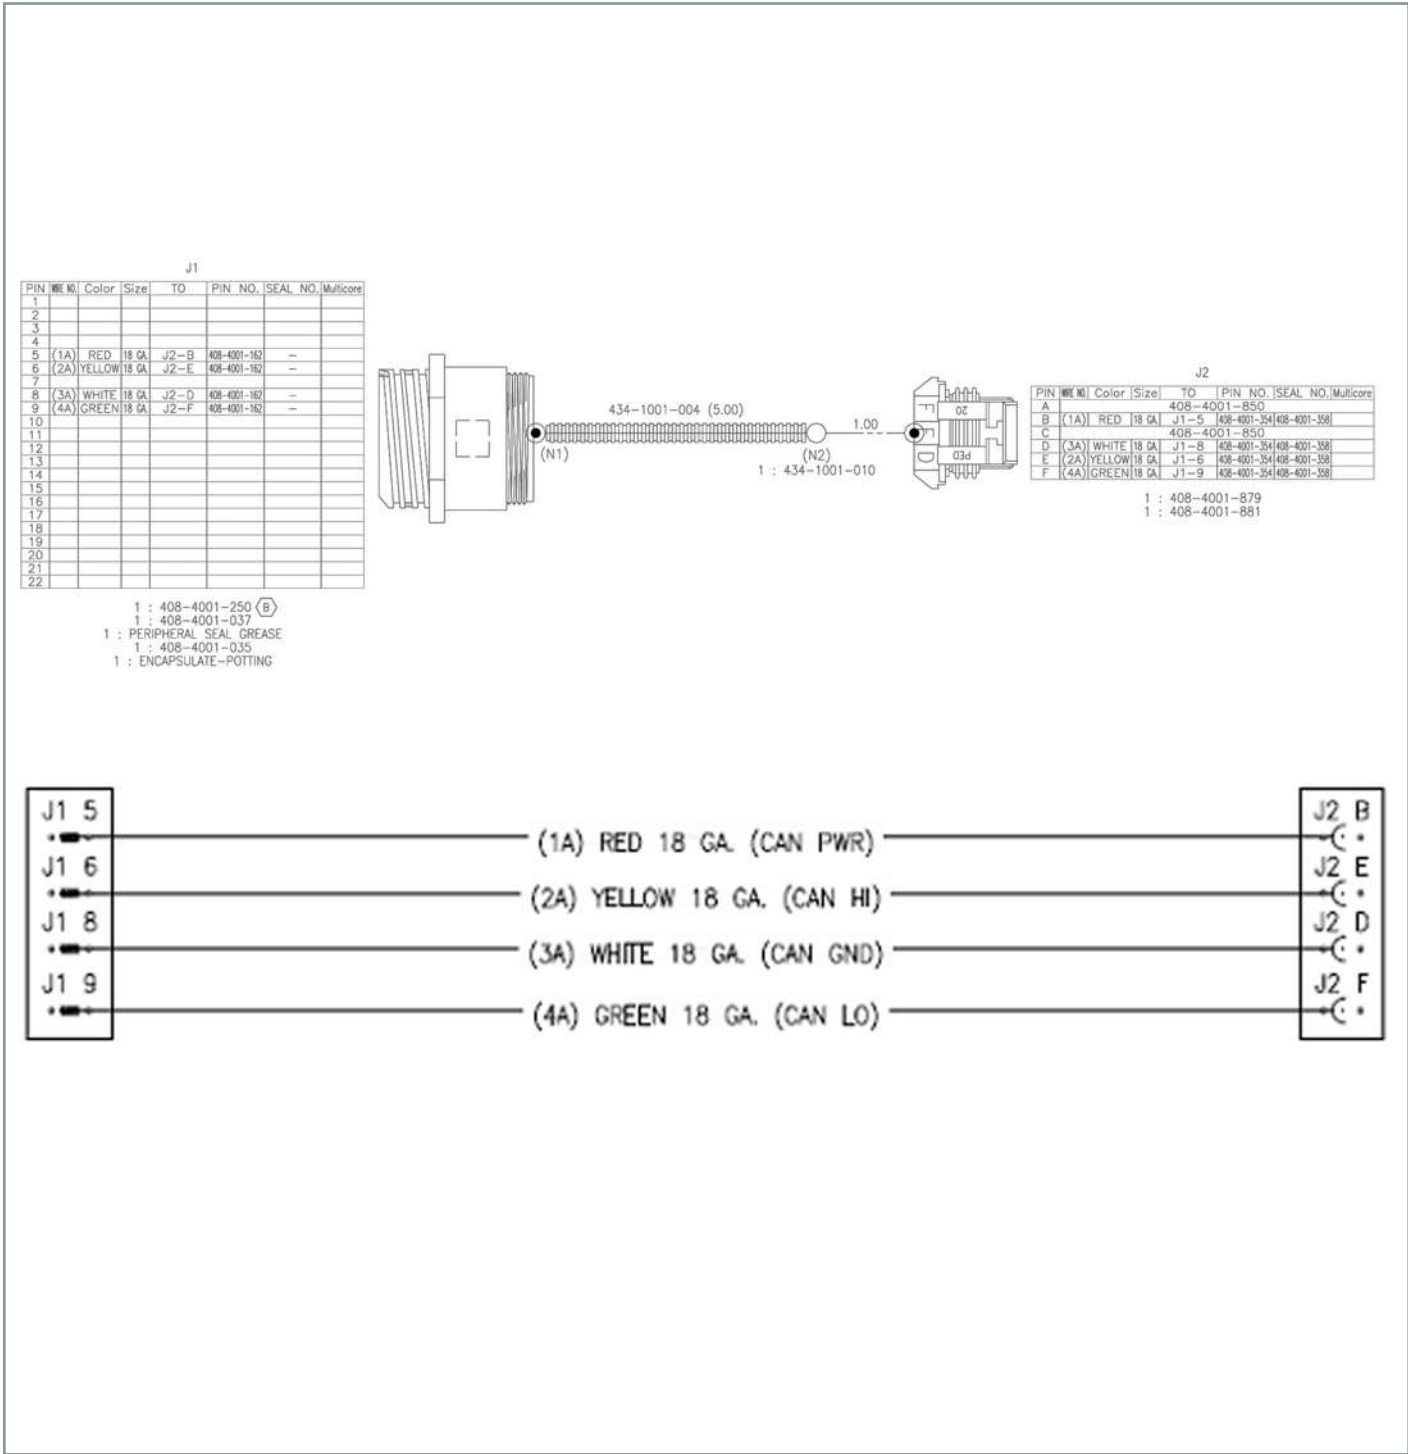 J1
PIN WIRE NO. Color Size TO PIN NO. SEAL NO. Multicore
1
2
3
4
5 (1A) RED 18 GA. J2-B 408-4001-162 -
6 (2A) YELLOW 18 GA. J2-E 408-4001-162 -
7
8 (3A) WHITE 18 GA. J2-D 408-4001-162 -
9 (4A) GREEN 18 GA. J2-F 408-4001-162 -
10
11
12
13
14
15
16
17
18
19
20
21
22
1 : 408-4001-250 B
1 : 408-4001-037
1 : PERIPHERAL SEAL GREASE
1 : 408-4001-035
1 : ENCAPSULATE-POTTING
434-1001-004 (5.00)
(N1)
(N2)
1 : 434-1001-010
1.00
F
E
D
20
PED
J2
PIN WIRE NO. Color Size TO PIN NO. SEAL NO. Multicore
A 408-4001-850
B (1A) RED 18 GA. J1-5 408-4001-354 408-4001-358
C 408-4001-850
D (3A) WHITE 18 GA. J1-8 408-4001-354 408-4001-358
E (2A) YELLOW 18 GA. J1-6 408-4001-354 408-4001-358
F (4A) GREEN 18 GA. J1-9 408-4001-354 408-4001-358
1 : 408-4001-879
1 : 408-4001-881
J1 5 (1A) RED 18 GA. (CAN PWR) J2 B
J1 6 (2A) YELLOW 18 GA. (CAN HI) J2 E
J1 8 (3A) WHITE 18 GA. (CAN GND) J2 D
J1 9 (4A) GREEN 18 GA. (CAN LO) J2 F